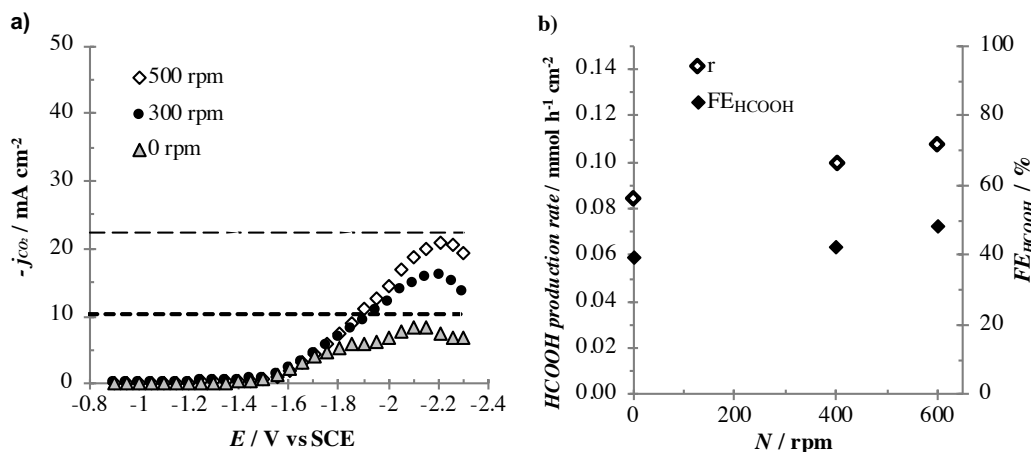 a)
50
40
30
20
10
0
- jCO₂ / mA cm⁻²
500 rpm
300 rpm
0 rpm
-0.8 -1 -1.2 -1.4 -1.6 -1.8 -2 -2.2 -2.4
E / V vs SCE
b)
0.14
0.12
0.10
0.08
0.06
0.04
0.02
0.00
HCOOH production rate / mmol h⁻¹ cm⁻²
r
FEHCOOH
100
80
60
40
20
0
FEHCOOH / %
0 200 400 600
N / rpm